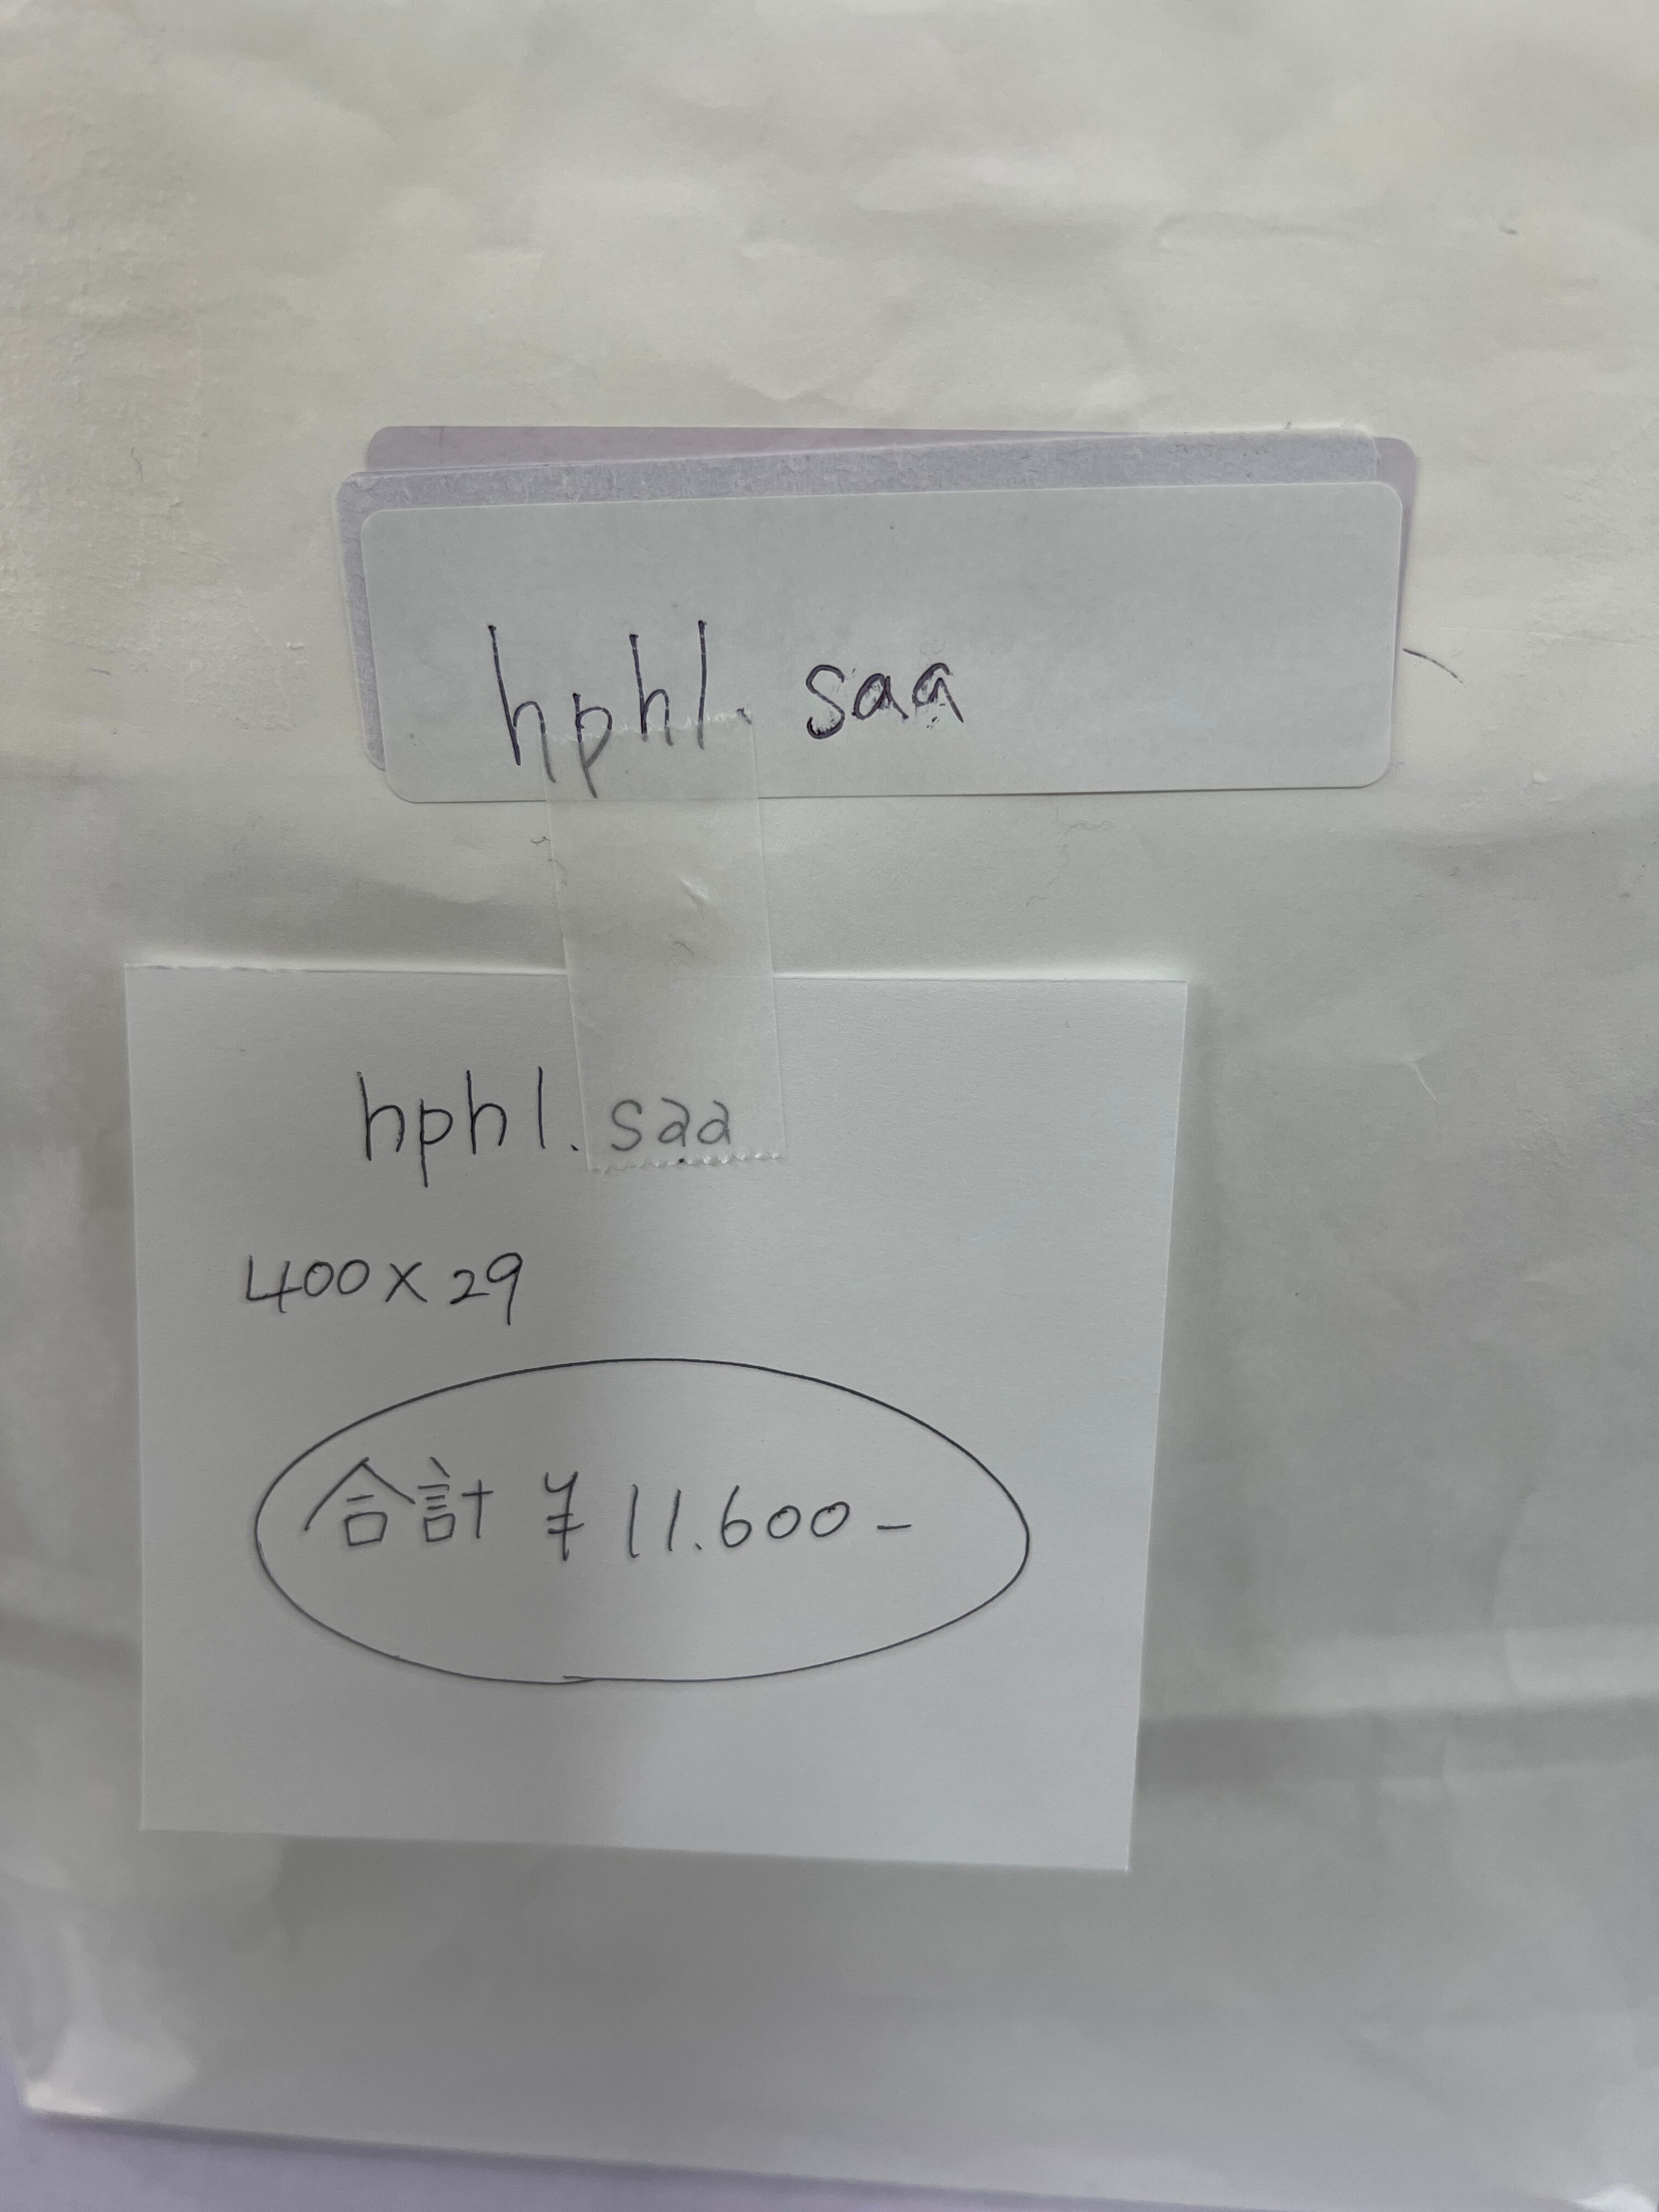 hphl. saa
hphl. saa
400×29
合計 ¥11.600-